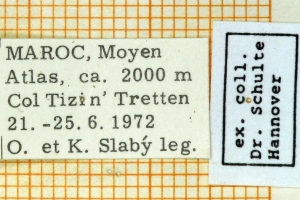 MAROC, Moyen
Atlas, ca. 2000 m
Col Tizin' Tretten
21.-25.6.1972
O. et K. Slabý leg.
ex. coll.
Dr. Schulte
Hannover